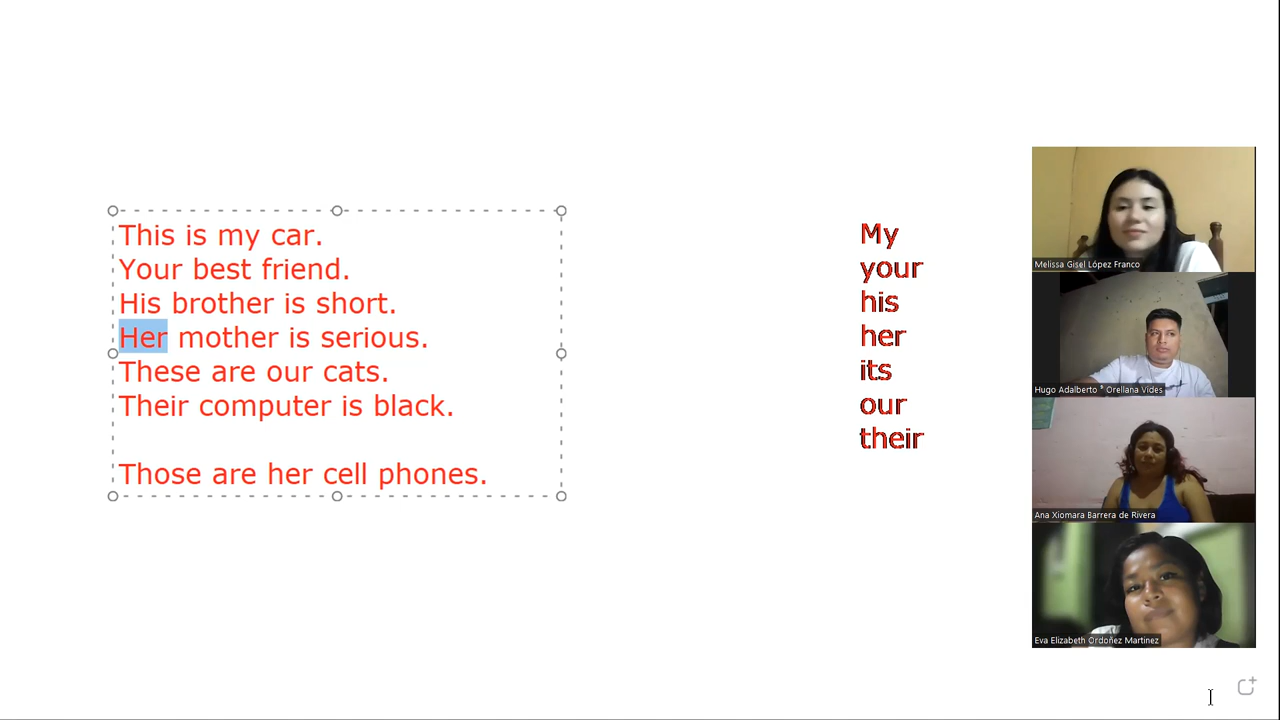 This is my car.
Your best friend.
His brother is short.
Her mother is serious.
These are our cats.
Their computer is black.
Those are her cell phones.
My
your
his
her
its
our
their
Melissa Gisel López Franco
Hugo Adalberto * Orellana Vides
Ana Xiomara Barrera de Rivera
Eva Elizabeth Ordoñez Martinez